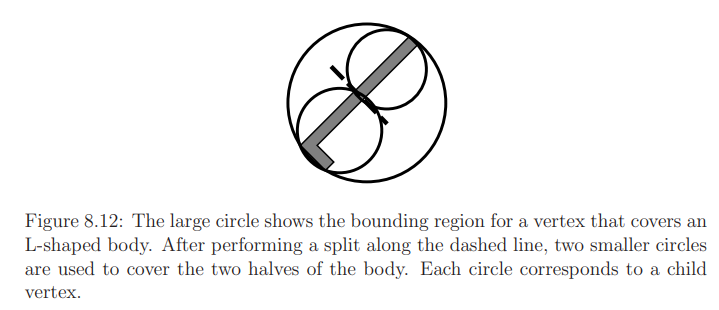 Figure 8.12: The large circle shows the bounding region for a vertex that covers an
L-shaped body. After performing a split along the dashed line, two smaller circles
are used to cover the two halves of the body. Each circle corresponds to a child
vertex.